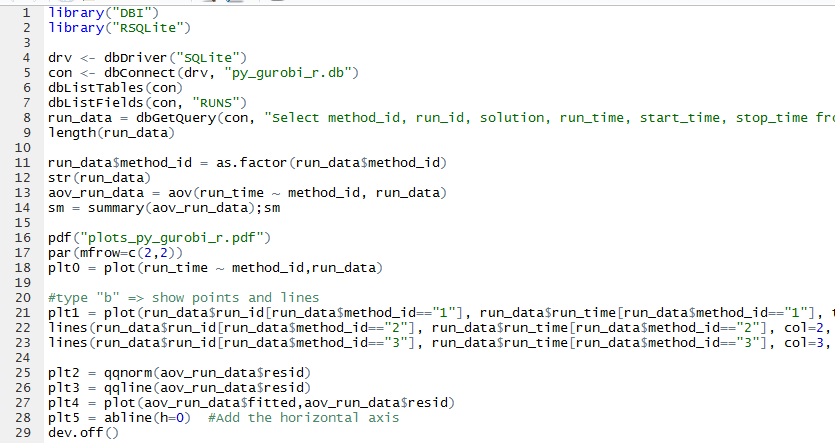 1 library("DBI")
2 library("RSQLite")
3
4 drv <- dbDriver("SQLite")
5 con <- dbConnect(drv, "py_gurobi_r.db")
6 dbListTables(con)
7 dbListFields(con, "RUNS")
8 run_data = dbGetQuery(con, "Select method_id, run_id, solution, run_time, start_time, stop_time fro
9 length(run_data)
10
11 run_data$method_id = as.factor(run_data$method_id)
12 str(run_data)
13 aov_run_data = aov(run_time ~ method_id, run_data)
14 sm = summary(aov_run_data);sm
15
16 pdf("plots_py_gurobi_r.pdf")
17 par(mfrow=c(2,2))
18 plt0 = plot(run_time ~ method_id,run_data)
19
20 #type "b" => show points and lines
21 plt1 = plot(run_data$run_id[run_data$method_id=="1"], run_data$run_time[run_data$method_id=="1"], t
22 lines(run_data$run_id[run_data$method_id=="2"], run_data$run_time[run_data$method_id=="2"], col=2,
23 lines(run_data$run_id[run_data$method_id=="3"], run_data$run_time[run_data$method_id=="3"], col=3,
24
25 plt2 = qqnorm(aov_run_data$resid)
26 plt3 = qqline(aov_run_data$resid)
27 plt4 = plot(aov_run_data$fitted,aov_run_data$resid)
28 plt5 = abline(h=0)  #Add the horizontal axis
29 dev.off()